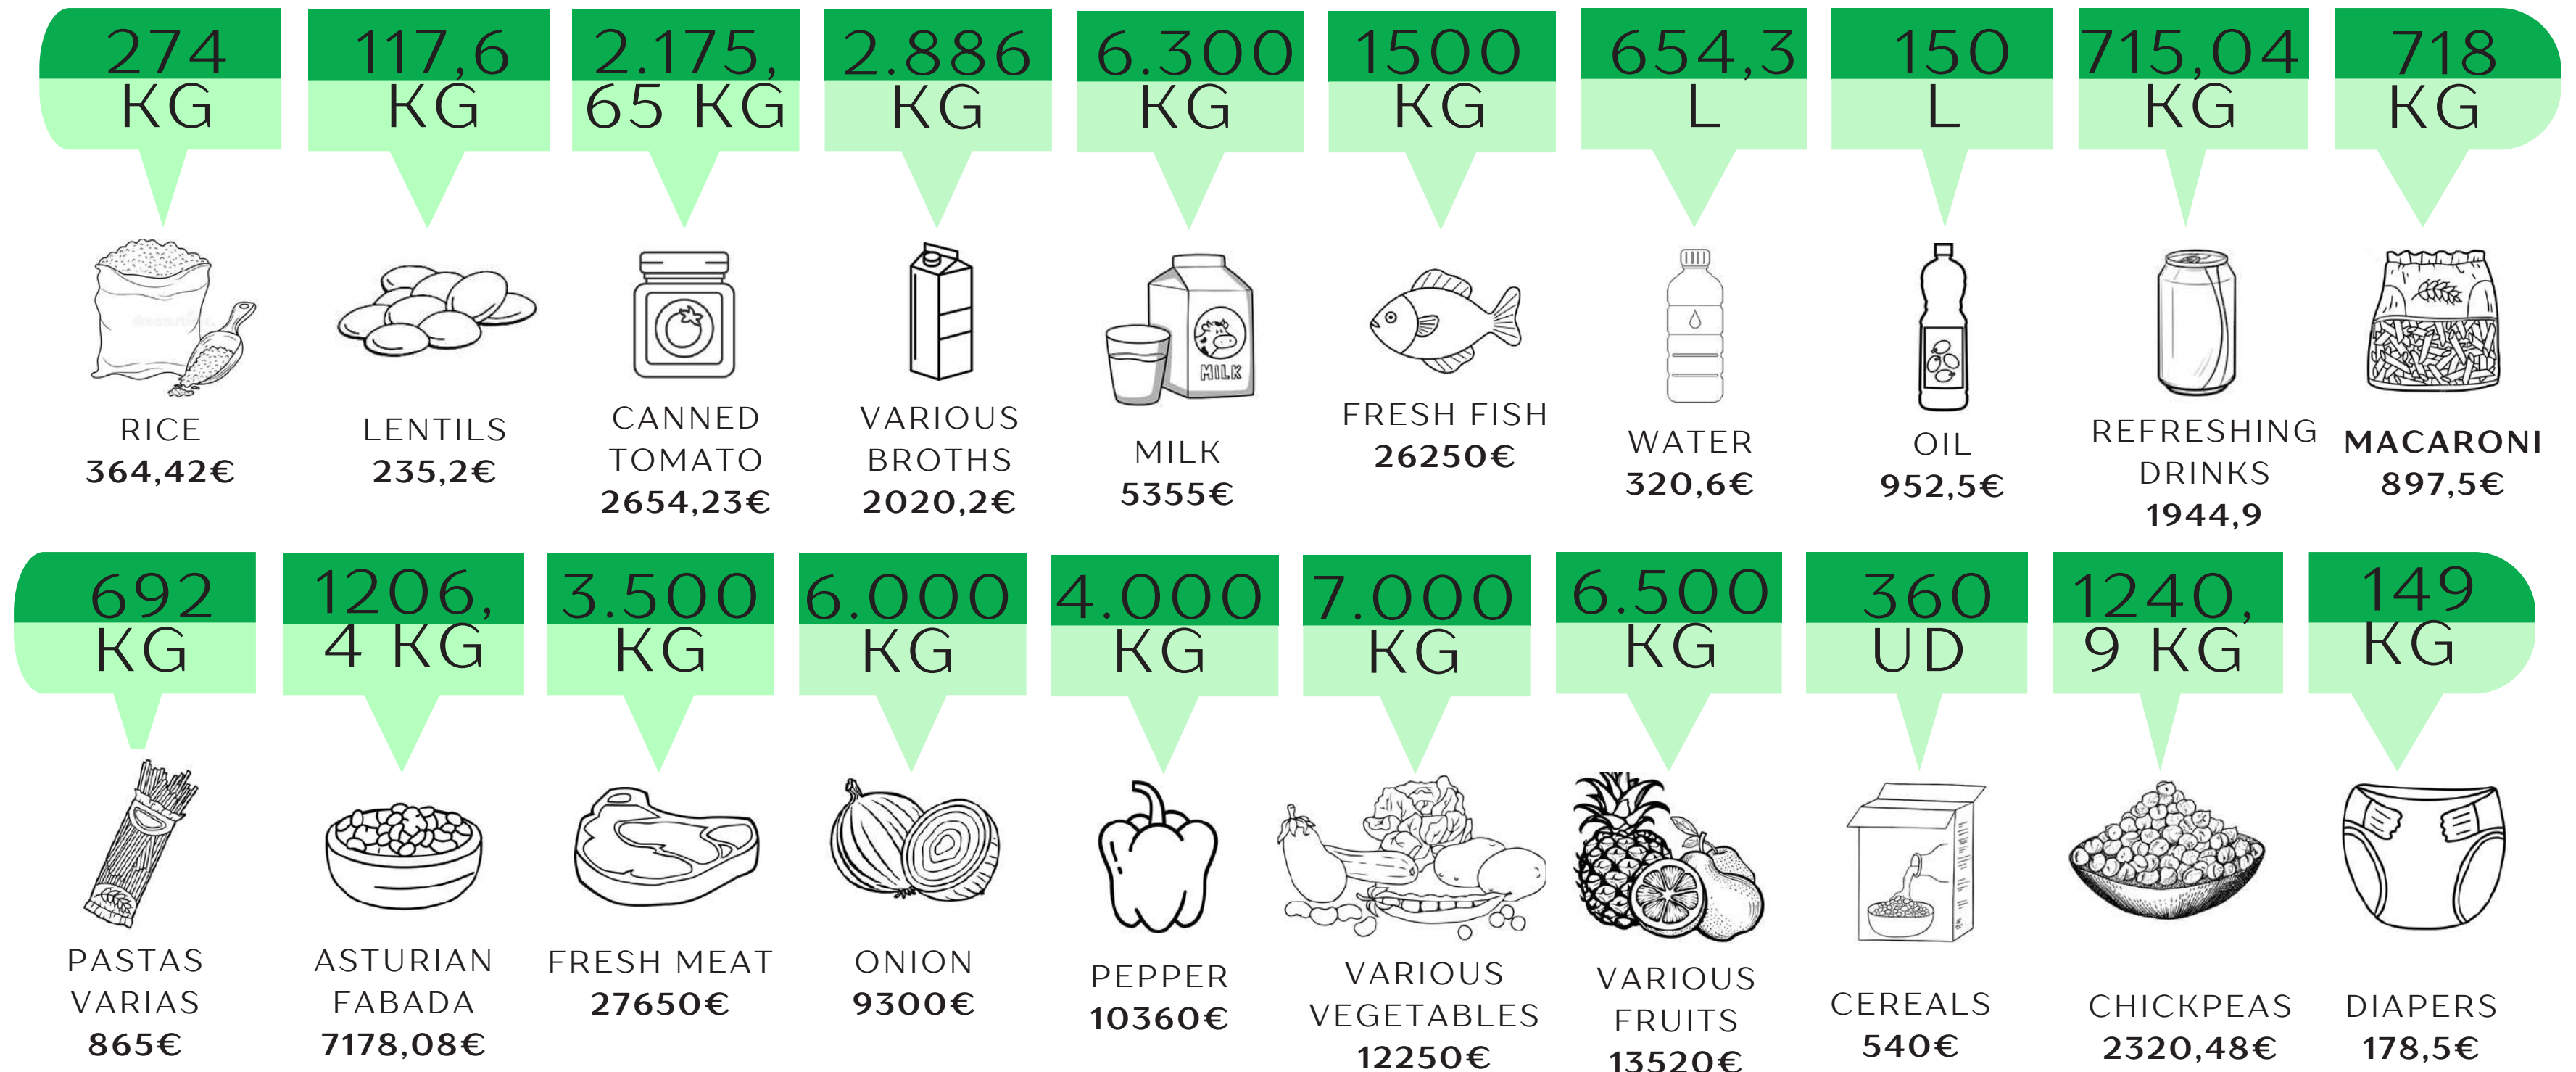 274
KG
117,6
KG
2.175,
65 KG
2.886
KG
6.300
KG
1500
KG
654,3
L
150
L
715,04
KG
718
KG
RICE
364,42€
LENTILS
235,2€
CANNED
TOMATO
2654,23€
VARIOUS
BROTHS
2020,2€
MILK
MILK
5355€
FRESH FISH
26250€
WATER
320,6€
OIL
952,5€
REFRESHING
DRINKS
1944,9
MACARONI
897,5€
692
KG
1206,
4 KG
3.500
KG
6.000
KG
4.000
KG
7.000
KG
6.500
KG
360
UD
1240,
9 KG
149
KG
PASTAS
VARIAS
865€
ASTURIAN
FABADA
7178,08€
FRESH MEAT
27650€
ONION
9300€
PEPPER
10360€
VARIOUS
VEGETABLES
12250€
VARIOUS
FRUITS
13520€
CEREALS
540€
CHICKPEAS
2320,48€
DIAPERS
178,5€